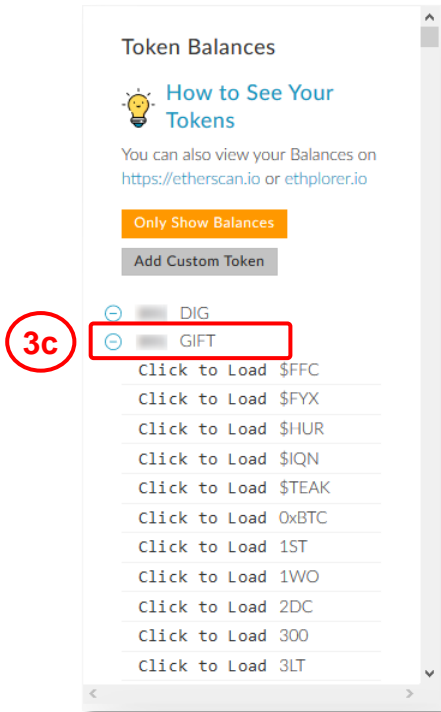 Token Balances
How to See Your
Tokens
You can also view your Balances on
https://etherscan.io or ethplorer.io
Only Show Balances
Add Custom Token
DIG
3c
GIFT
Click to Load $FFC
Click to Load $FYX
Click to Load $HUR
Click to Load $IQN
Click to Load $TEAK
Click to Load 0xBTC
Click to Load 1ST
Click to Load 1WO
Click to Load 2DC
Click to Load 300
Click to Load 3LT